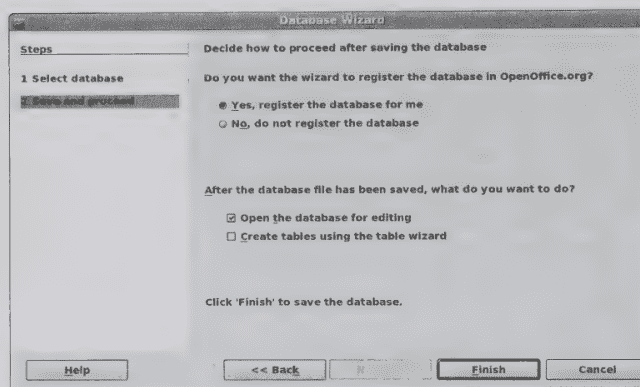 Database Wizard
Steps
1 Select database
2 Save and proceed
Decide how to proceed after saving the database
Do you want the wizard to register the database in OpenOffice.org?
Yes, register the database for me
No, do not register the database
After the database file has been saved, what do you want to do?
Open the database for editing
Create tables using the table wizard
Click 'Finish' to save the database.
Help
<< Back
Finish
Cancel